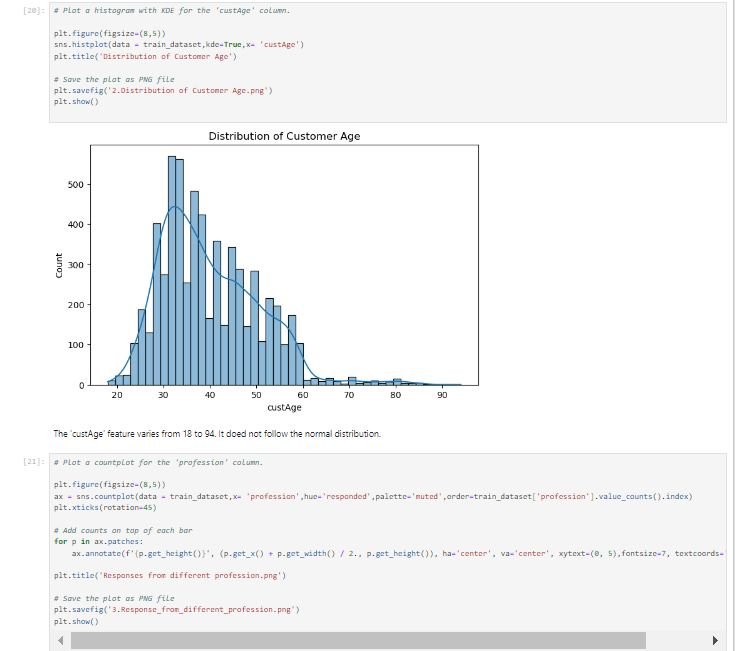 [20]: # Plot a histogram with KDE for the 'custAge' column.
plt.figure(figsize=(8,5))
sns.histplot(data = train_dataset,kde=True,x= 'custAge')
plt.title('Distribution of Customer Age')
# Save the plot as PNG file
plt.savefig('2.Distribution of Customer Age.png')
plt.show()
Distribution of Customer Age
500
400
300
200
100
0
Count
20 30 40 50 60 70 80 90
custAge
The 'custAge' feature varies from 18 to 94. It doed not follow the normal distribution.
[21]: # Plot a countplot for the 'profession' column.
plt.figure(figsize=(8,5))
ax = sns.countplot(data = train_dataset,x= 'profession',hue='responded',palette='muted',order=train_dataset['profession'].value_counts().index)
plt.xticks(rotation=45)
# Add counts on top of each bar
for p in ax.patches:
ax.annotate(f'{p.get_height()}', (p.get_x() + p.get_width() / 2., p.get_height()), ha='center', va='center', xytext=(0, 5),fontsize=7, textcoords=
plt.title('Responses from different profession.png')
# Save the plot as PNG file
plt.savefig('3.Response_from_different_profession.png')
plt.show()